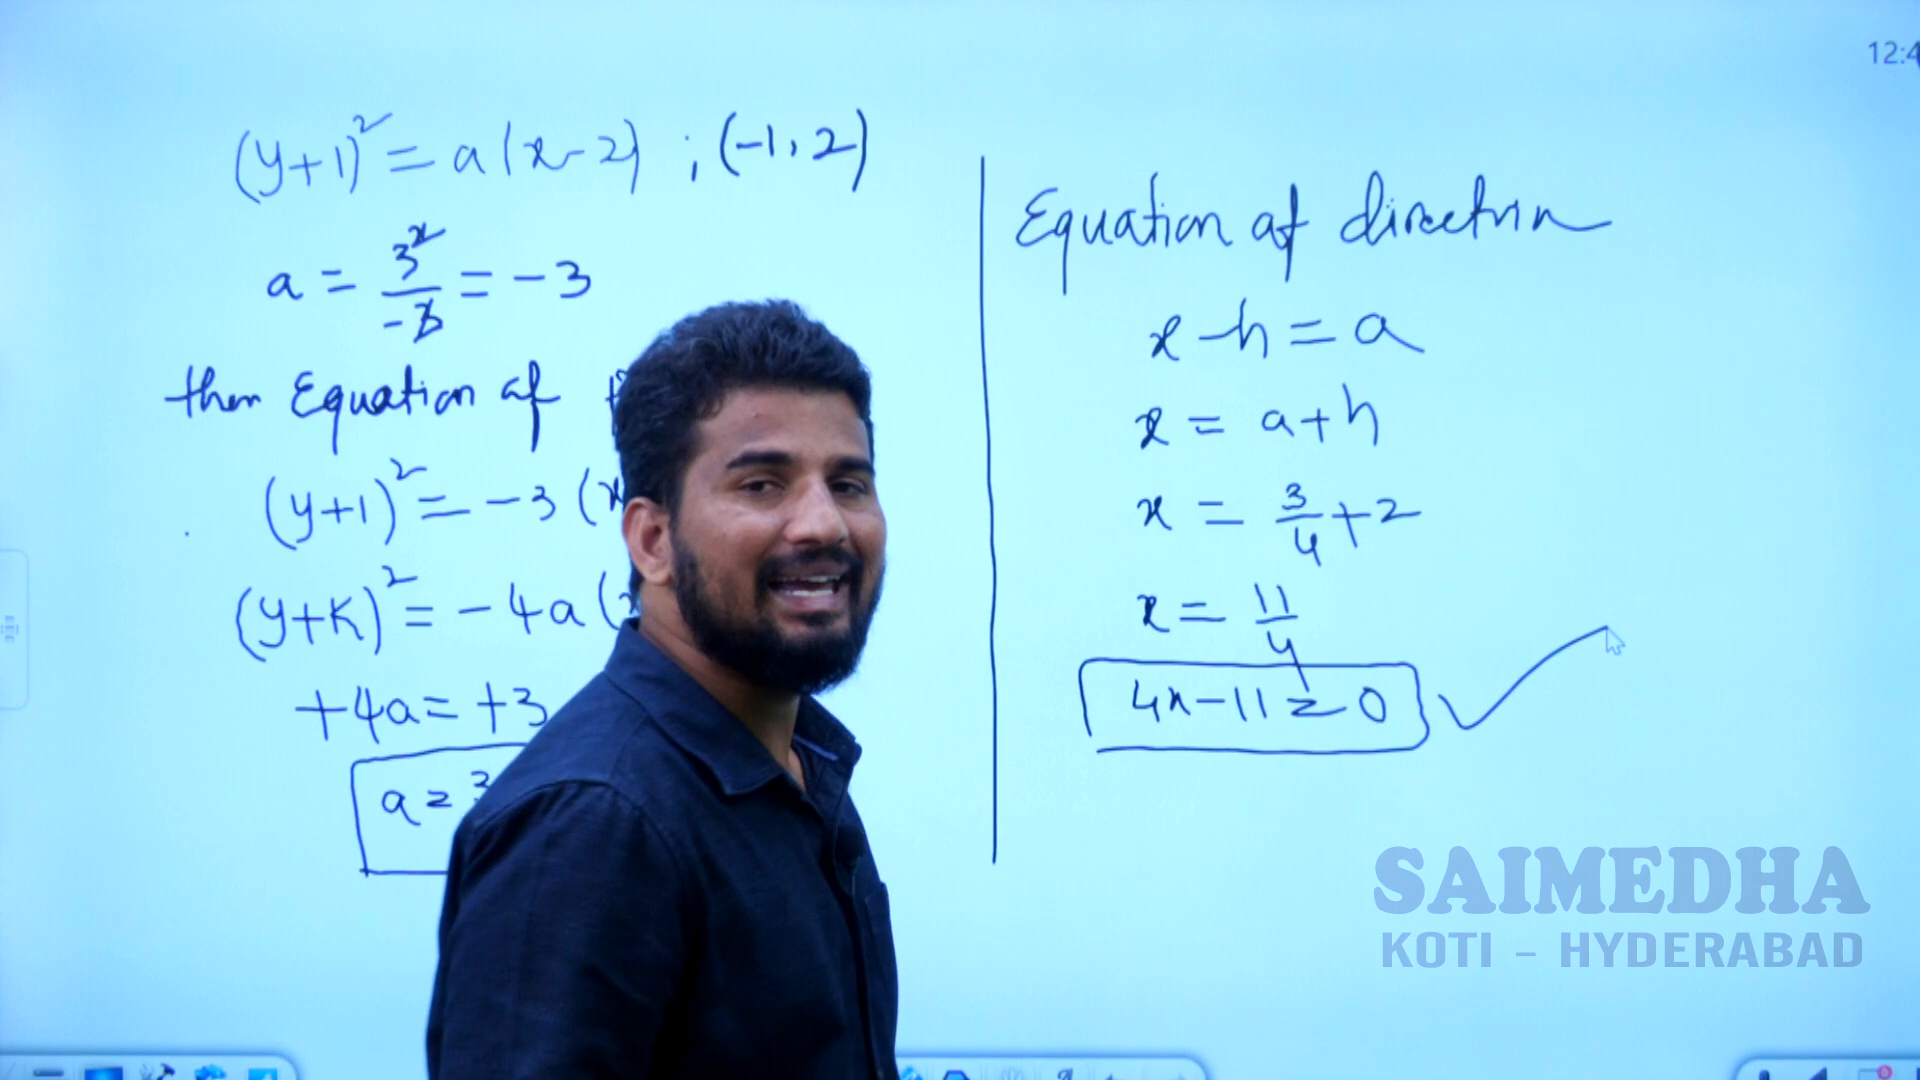 12:4
(y+1)² = a(x-2) ; (-1, 2)
a = 3²/-3 = -3
then Equation of
(y+1)² = -3 (x
(y+k)² = -4a (
+4a = +3
a = 3
Equation of directrix
x - h = a
x = a + h
x = 3/4 + 2
x = 11/4
4x - 11 = 0
SAIMEDHA
KOTI - HYDERABAD